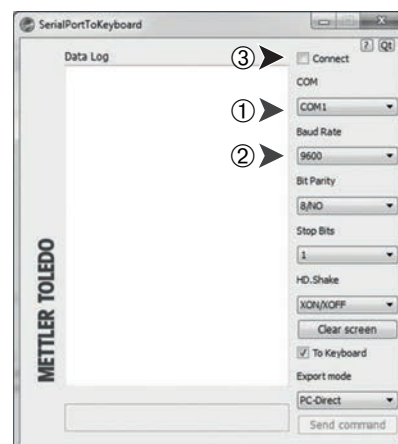 SerialPortToKeyboard
? Qt
Data Log
③ Connect
COM
① COM1
Baud Rate
② 9600
Bit Parity
8/NO
Stop Bits
1
HD.Shake
XON/XOFF
Clear screen
To Keyboard
Export mode
PC-Direct
Send command
METTLER TOLEDO